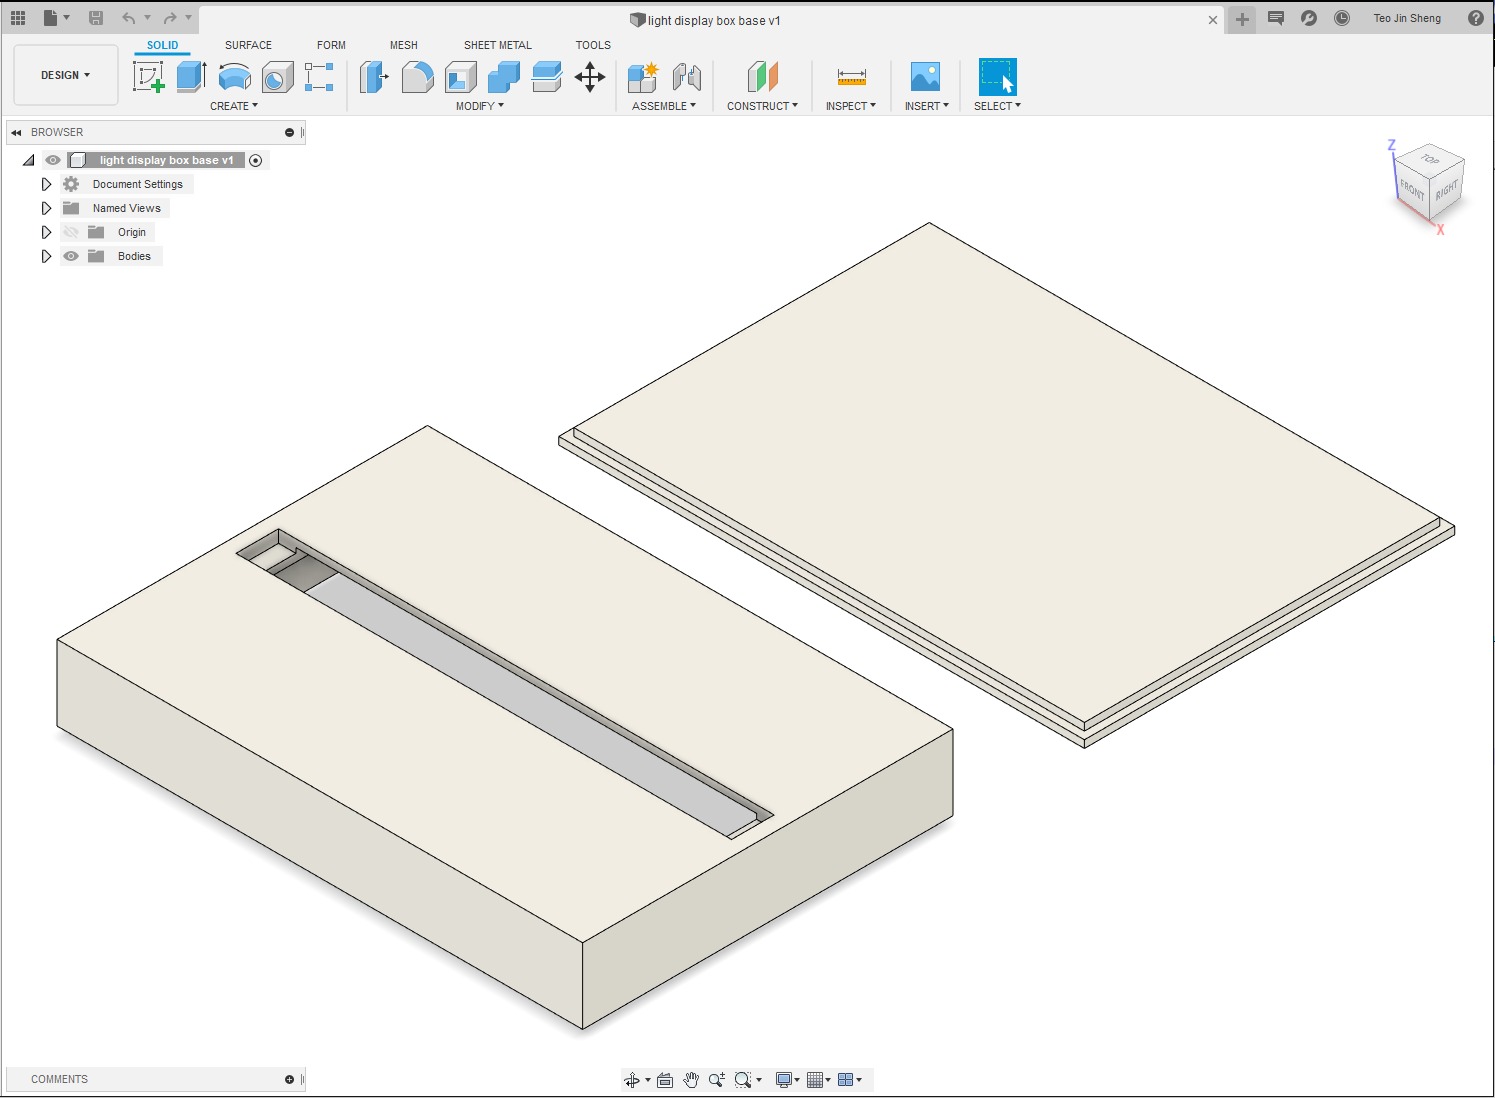 light display box base v1
Teo Jin Sheng
SOLID SURFACE FORM MESH SHEET METAL TOOLS
DESIGN
CREATE MODIFY ASSEMBLE CONSTRUCT INSPECT INSERT SELECT
BROWSER
light display box base v1
Document Settings
Named Views
Origin
Bodies
Z
TOP
FRONT RIGHT
X
COMMENTS